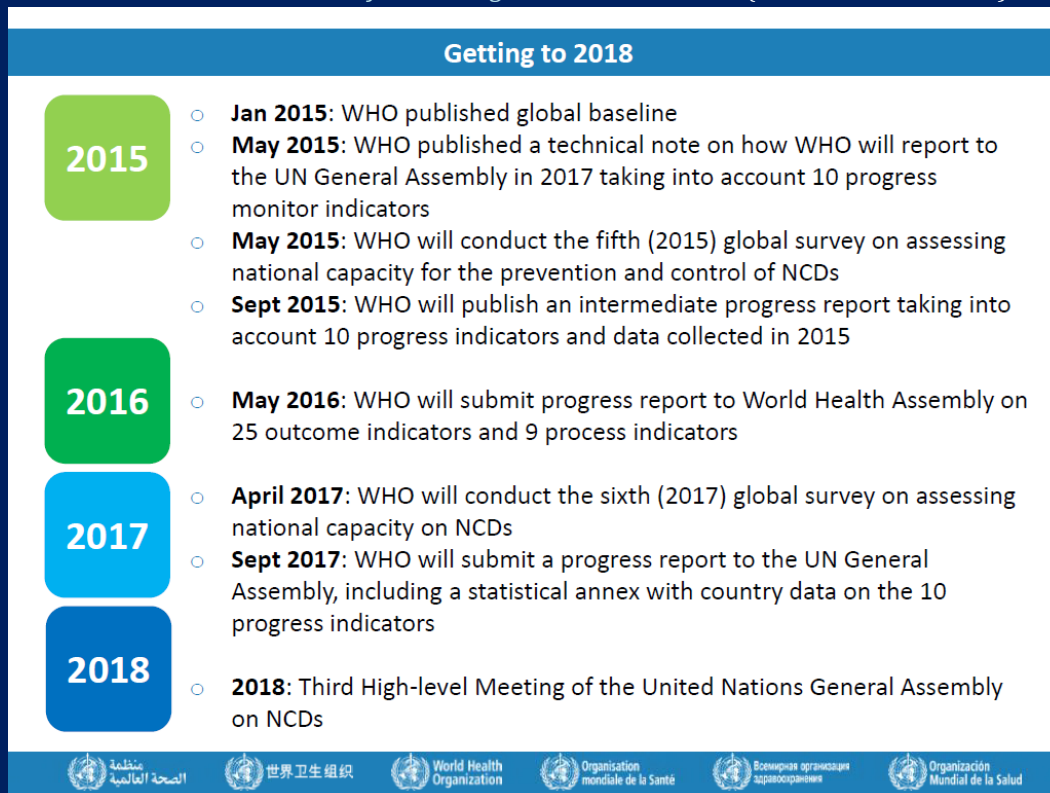 Getting to 2018
2015
○ Jan 2015: WHO published global baseline
○ May 2015: WHO published a technical note on how WHO will report to
the UN General Assembly in 2017 taking into account 10 progress
monitor indicators
○ May 2015: WHO will conduct the fifth (2015) global survey on assessing
national capacity for the prevention and control of NCDs
○ Sept 2015: WHO will publish an intermediate progress report taking into
account 10 progress indicators and data collected in 2015
2016
○ May 2016: WHO will submit progress report to World Health Assembly on
25 outcome indicators and 9 process indicators
2017
○ April 2017: WHO will conduct the sixth (2017) global survey on assessing
national capacity on NCDs
○ Sept 2017: WHO will submit a progress report to the UN General
Assembly, including a statistical annex with country data on the 10
progress indicators
2018
○ 2018: Third High-level Meeting of the United Nations General Assembly
on NCDs
منظمة
الصحة العالمية
世界卫生组织
World Health
Organization
Organisation
mondiale de la Santé
Всемирная организация
здравоохранения
Organización
Mundial de la Salud